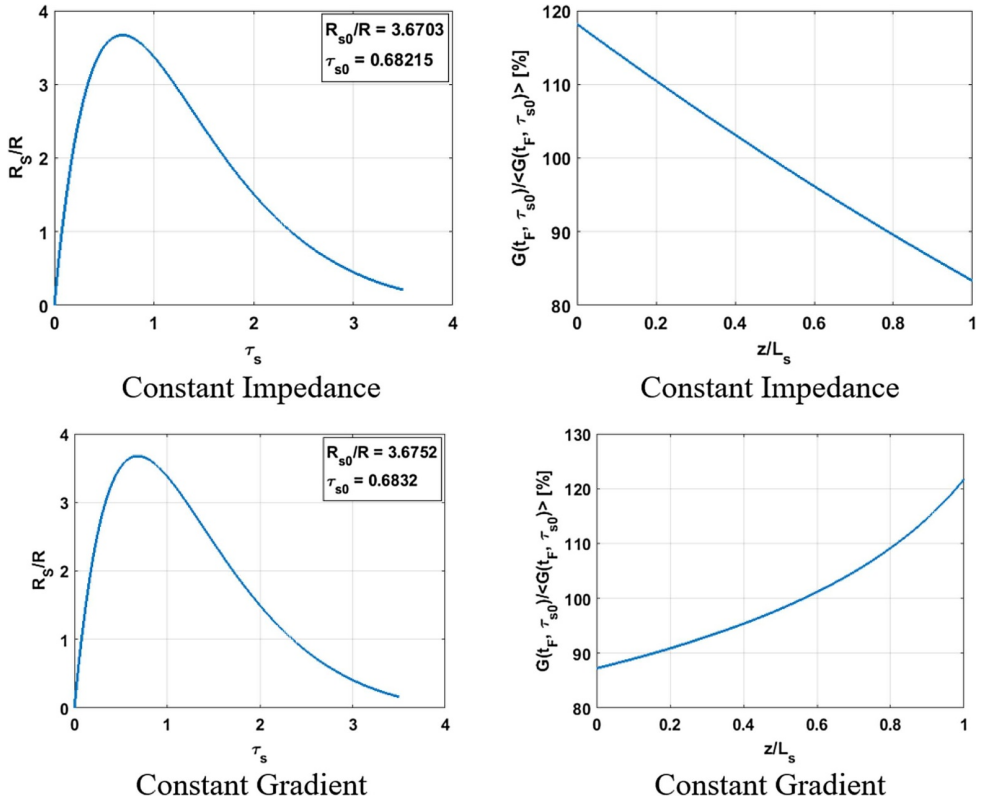 4
3
2
1
0
R_S/R
R_s0/R = 3.6703
τ_s0 = 0.68215
0 1 2 3 4
τ_s
Constant Impedance
120
110
100
90
80
G(t_F, τ_s0)/<G(t_F, τ_s0)> [%]
0 0.2 0.4 0.6 0.8 1
z/L_s
Constant Impedance
4
3
2
1
0
R_S/R
R_s0/R = 3.6752
τ_s0 = 0.6832
0 1 2 3 4
τ_s
Constant Gradient
130
120
110
100
90
80
G(t_F, τ_s0)/<G(t_F, τ_s0)> [%]
0 0.2 0.4 0.6 0.8 1
z/L_s
Constant Gradient